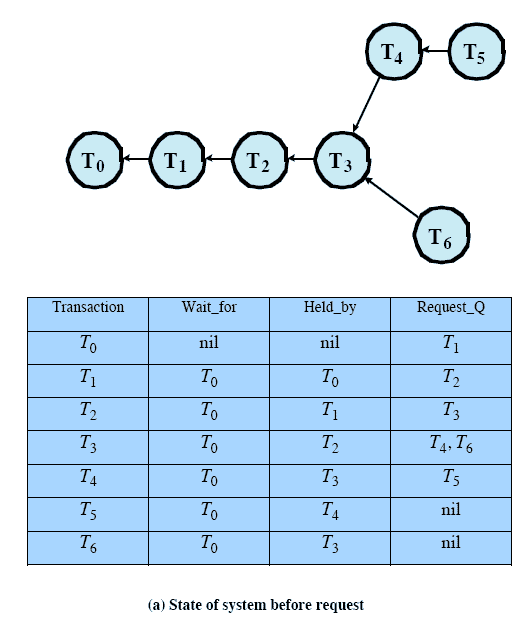 T4 T5
T0 T1 T2 T3
T6
Transaction Wait_for Held_by Request_Q
T0 nil nil T1
T1 T0 T0 T2
T2 T0 T1 T3
T3 T0 T2 T4, T6
T4 T0 T3 T5
T5 T0 T4 nil
T6 T0 T3 nil
(a) State of system before request